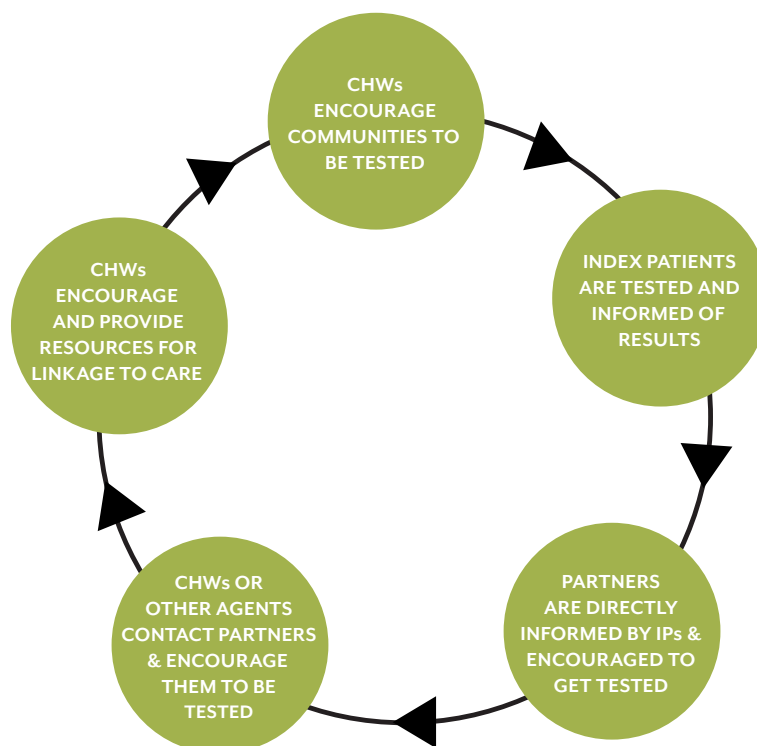 CHWs
ENCOURAGE
COMMUNITIES TO
BE TESTED
INDEX PATIENTS
ARE TESTED AND
INFORMED OF
RESULTS
PARTNERS
ARE DIRECTLY
INFORMED BY IPs &
ENCOURAGED TO
GET TESTED
CHWs OR
OTHER AGENTS
CONTACT PARTNERS
& ENCOURAGE
THEM TO BE
TESTED
CHWs
ENCOURAGE
AND PROVIDE
RESOURCES FOR
LINKAGE TO CARE